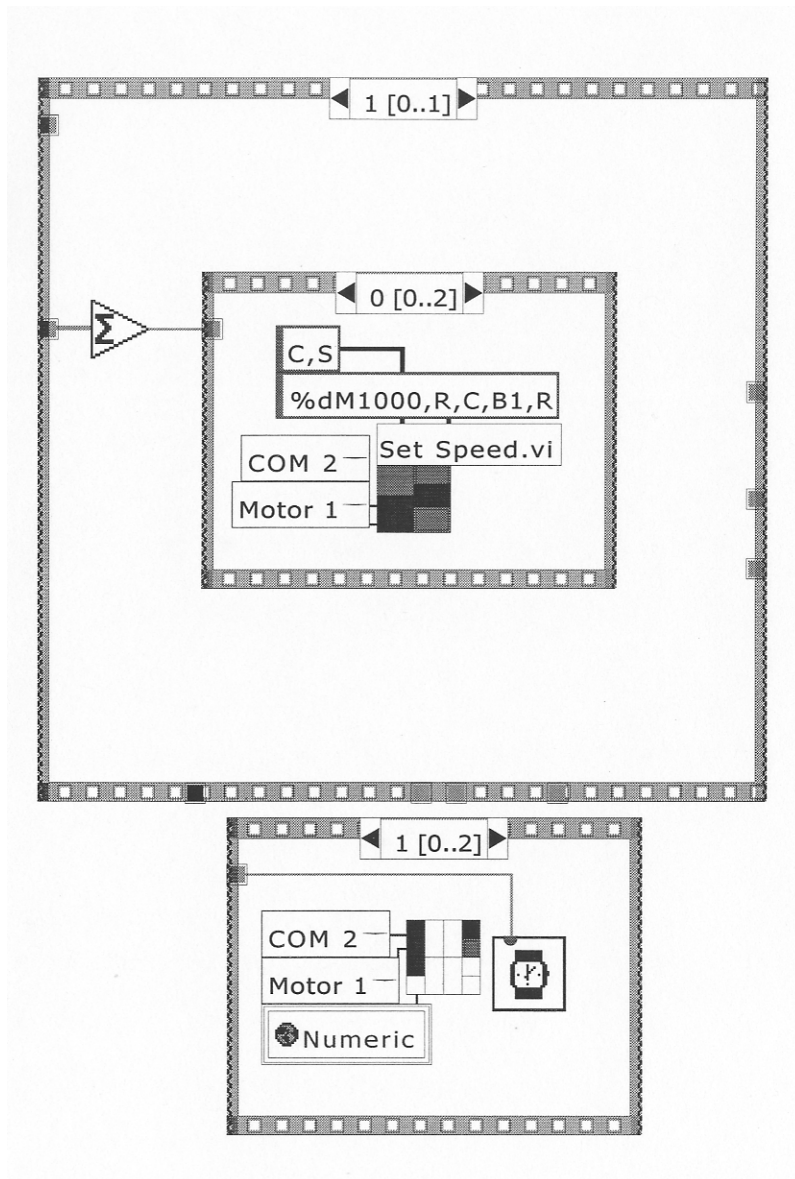 1 [0..1]
0 [0..2]
Σ
C,S
%dM1000,R,C,B1,R
Set Speed.vi
COM 2
Motor 1
1 [0..2]
COM 2
Motor 1
Numeric